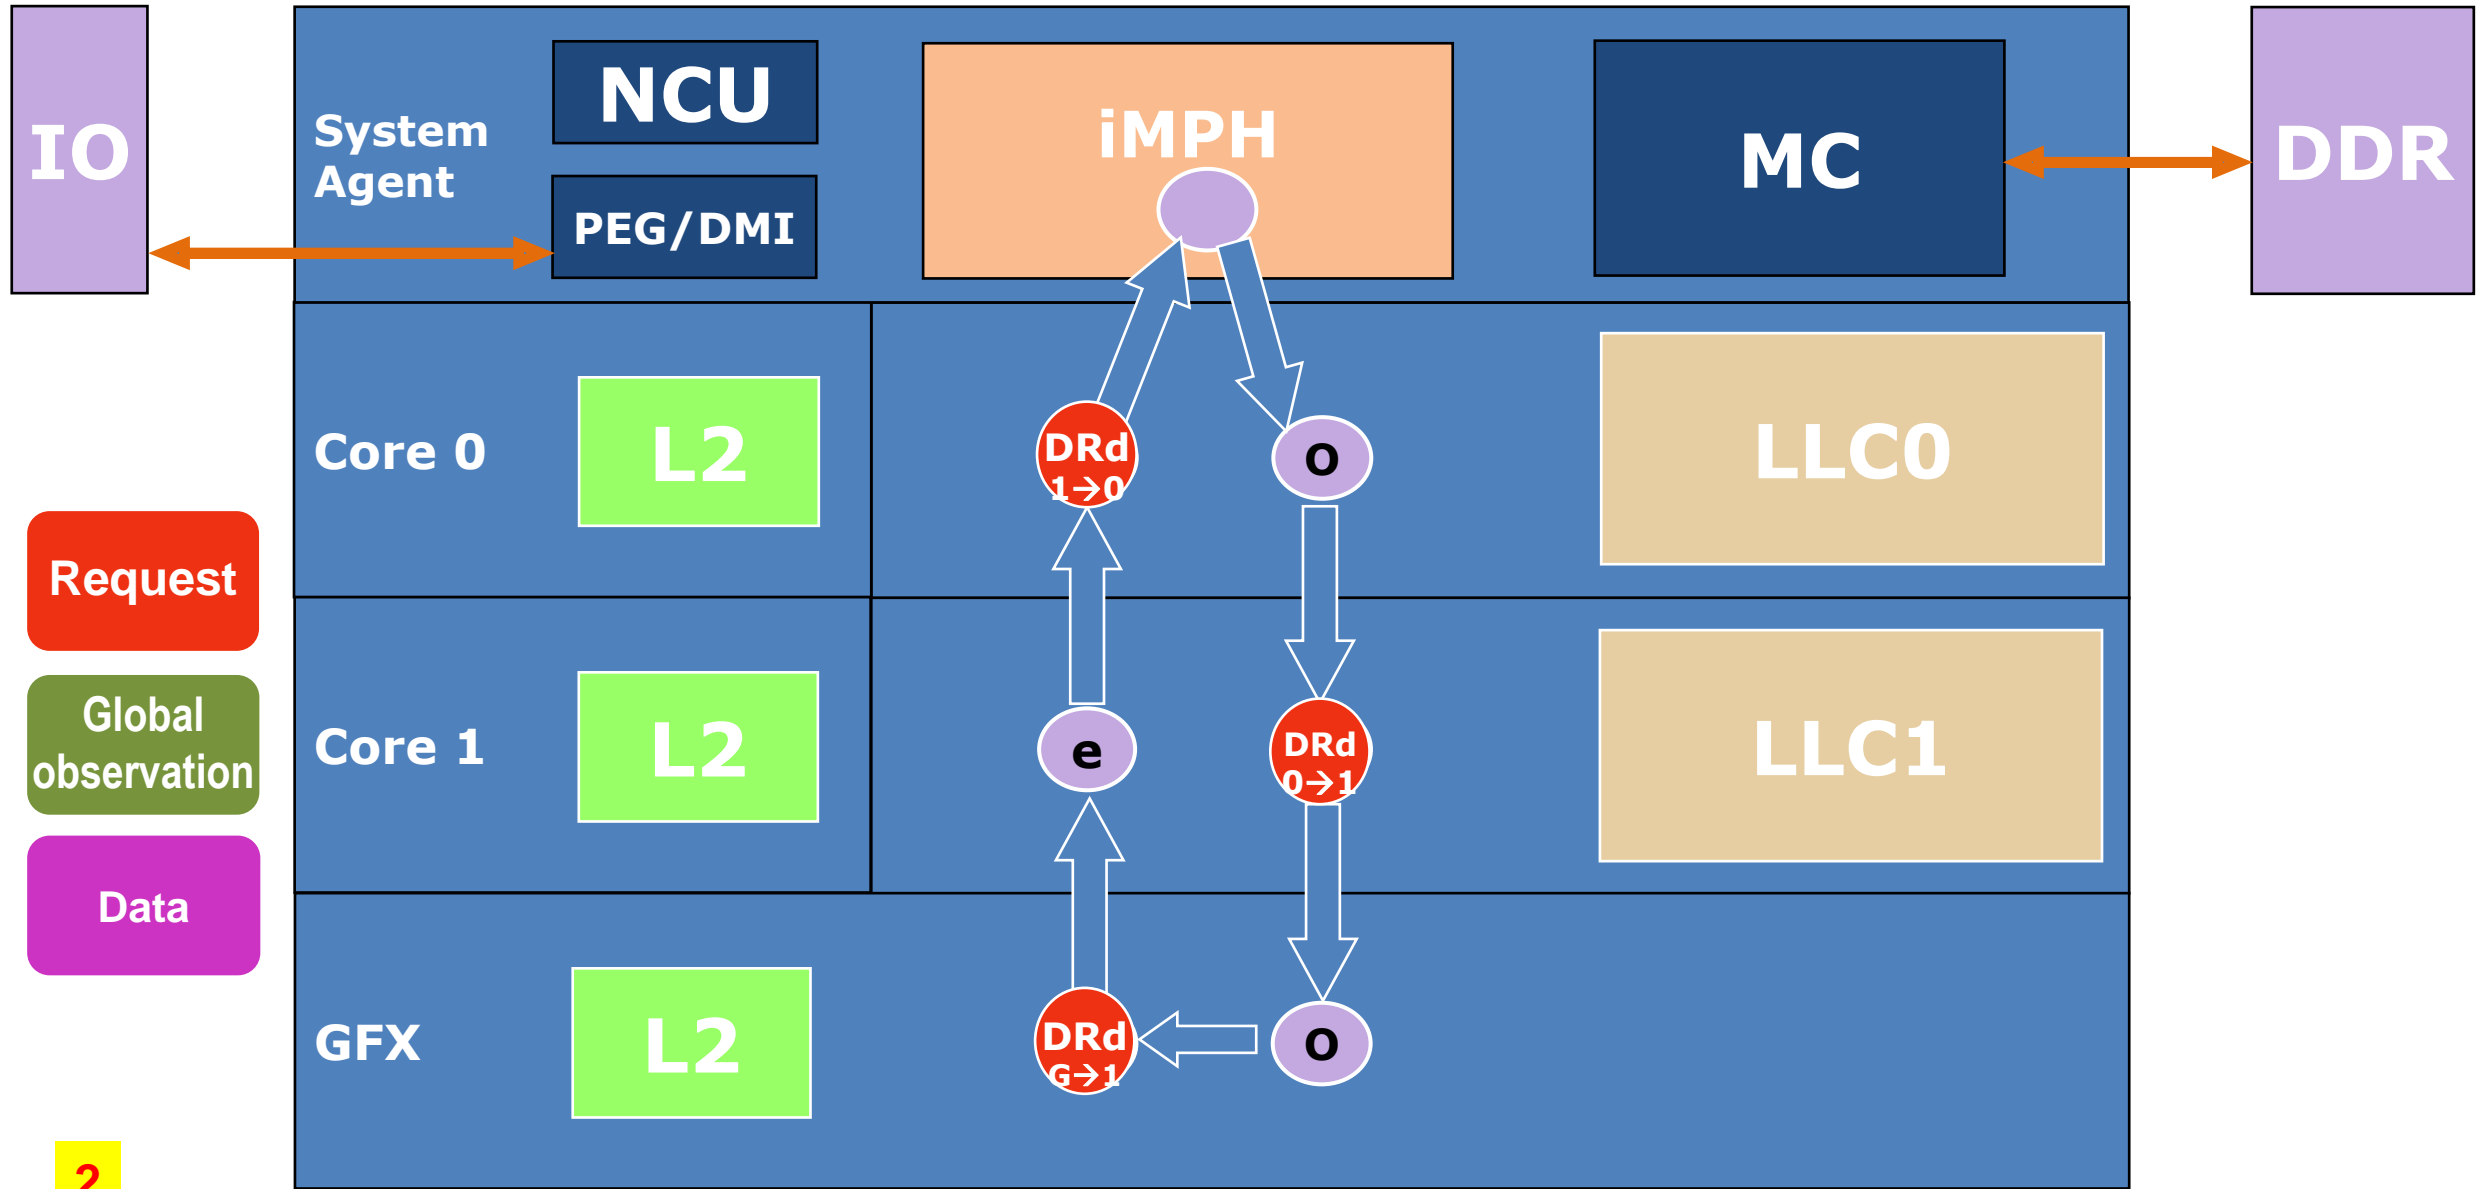 IO
System
Agent
NCU
PEG/DMI
iMPH
MC
DDR
Core 0
L2
DRd
1→0
O
LLC0
Request
Global
observation
Data
Core 1
L2
e
DRd
0→1
LLC1
GFX
L2
DRd
G→1
O
2